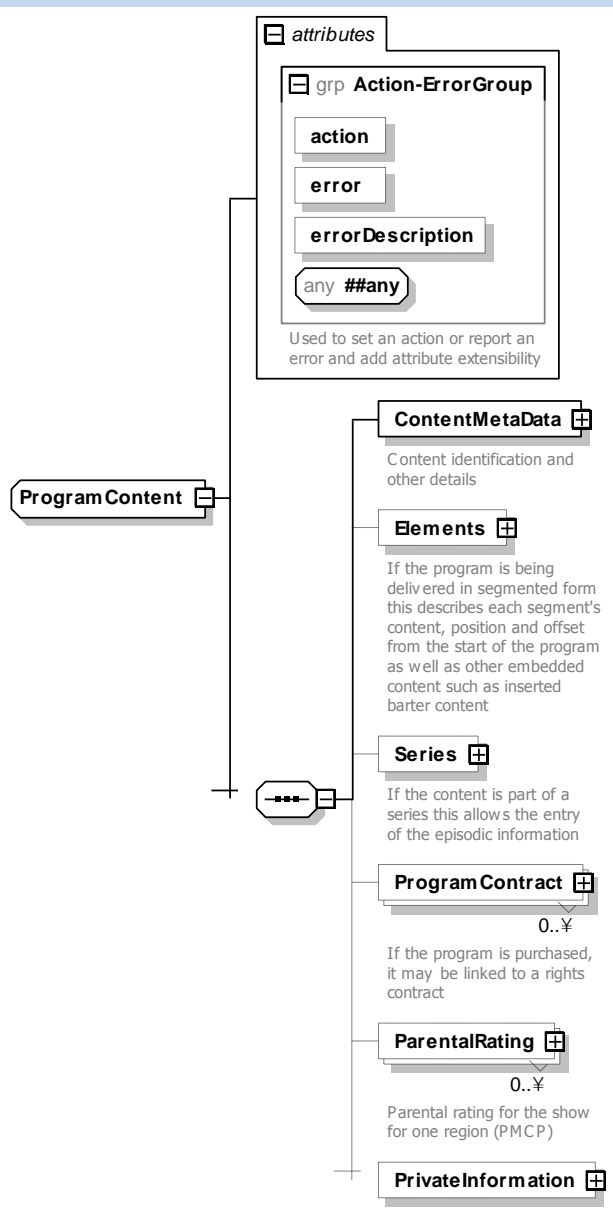 attributes
grp Action-ErrorGroup
action
error
errorDescription
any ##any
Used to set an action or report an
error and add attribute extensibility
ProgramContent
ContentMetaData
Content identification and
other details
Elements
If the program is being
delivered in segmented form
this describes each segment's
content, position and offset
from the start of the program
as well as other embedded
content such as inserted
barter content
Series
If the content is part of a
series this allows the entry
of the episodic information
ProgramContract
0..¥
If the program is purchased,
it may be linked to a rights
contract
ParentalRating
0..¥
Parental rating for the show
for one region (PMCP)
PrivateInformation